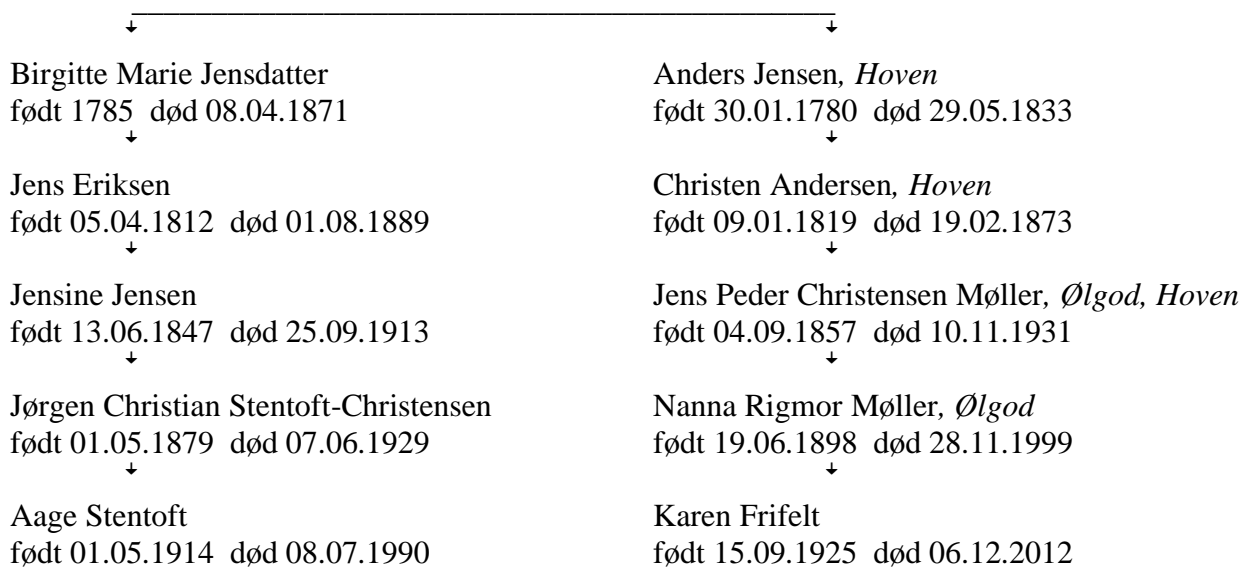 Birgitte Marie Jensdatter
født 1785 død 08.04.1871
Jens Eriksen
født 05.04.1812 død 01.08.1889
Jensine Jensen
født 13.06.1847 død 25.09.1913
Jørgen Christian Stentoft-Christensen
født 01.05.1879 død 07.06.1929
Aage Stentoft
født 01.05.1914 død 08.07.1990
Anders Jensen, Hoven
født 30.01.1780 død 29.05.1833
Christen Andersen, Hoven
født 09.01.1819 død 19.02.1873
Jens Peder Christensen Møller, Ølgod, Hoven
født 04.09.1857 død 10.11.1931
Nanna Rigmor Møller, Ølgod
født 19.06.1898 død 28.11.1999
Karen Frifelt
født 15.09.1925 død 06.12.2012